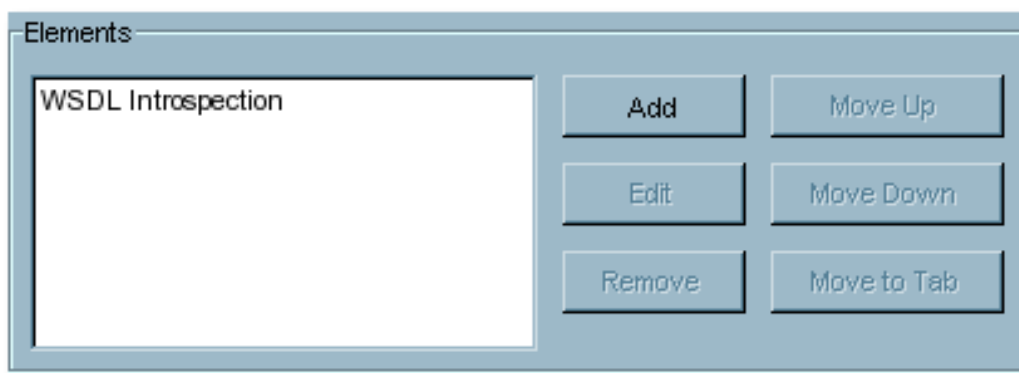 Elements
WSDL Introspection
Add
Move Up
Edit
Move Down
Remove
Move to Tab